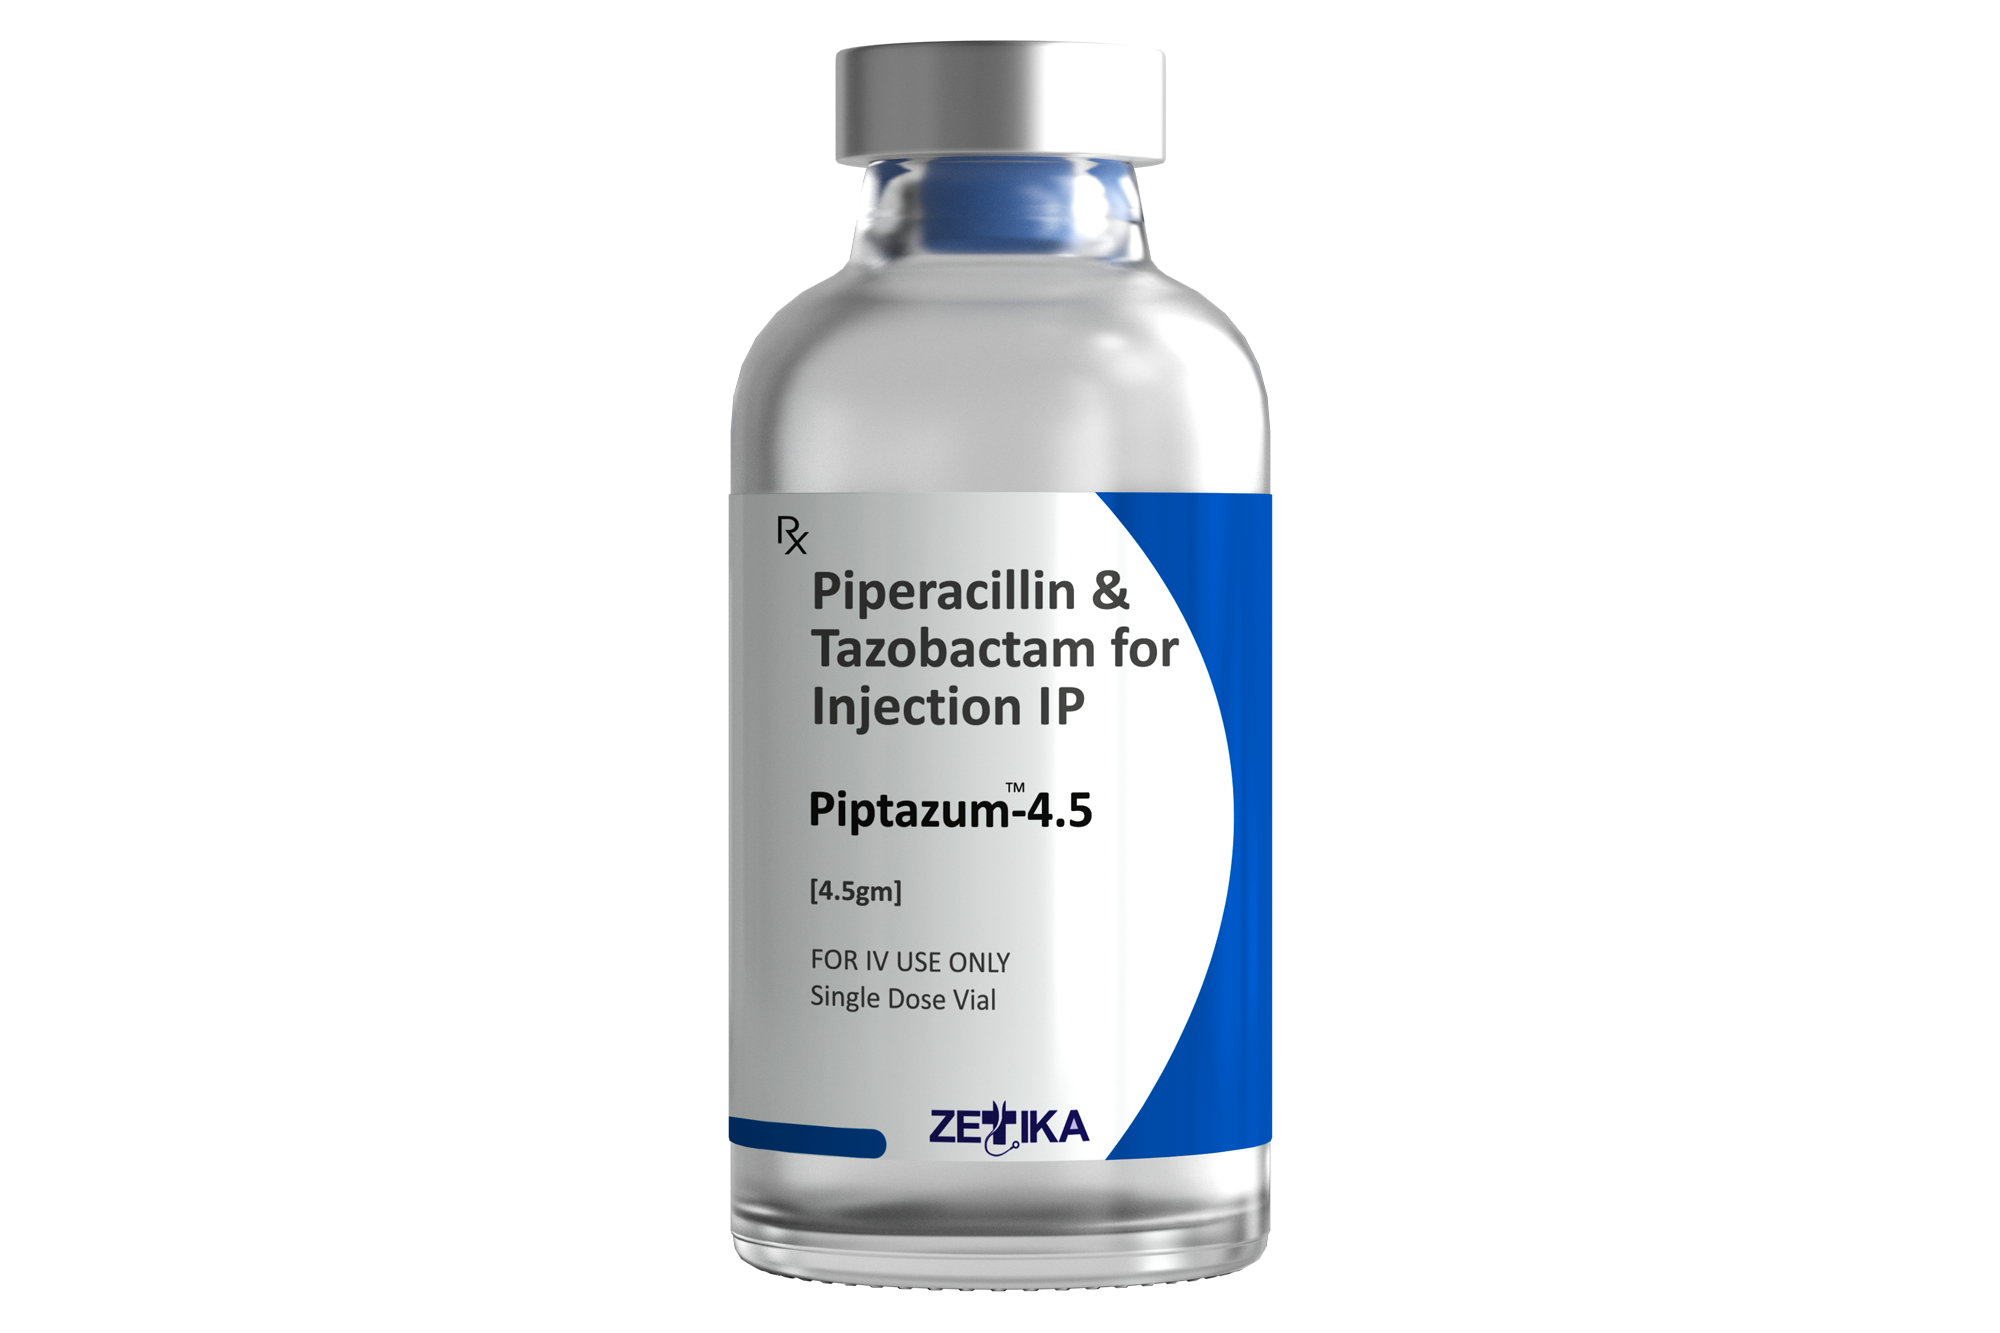 Rx
Piperacillin &
Tazobactam for
Injection IP
Piptazum™-4.5
[4.5gm]
FOR IV USE ONLY
Single Dose Vial
ZETIKA